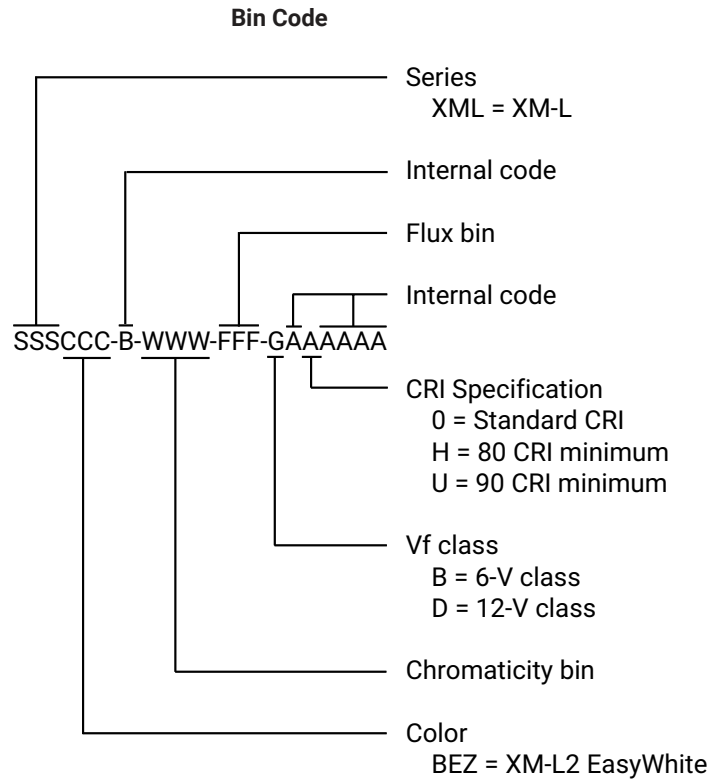 Bin Code
Series
XML = XM-L
Internal code
Flux bin
Internal code
SSSCCC-B-WWW-FFF-GAAAAAA
CRI Specification
0 = Standard CRI
H = 80 CRI minimum
U = 90 CRI minimum
Vf class
B = 6-V class
D = 12-V class
Chromaticity bin
Color
BEZ = XM-L2 EasyWhite